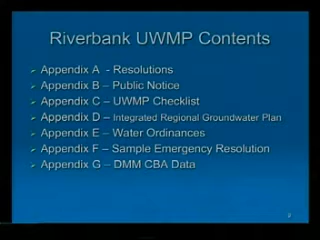 Riverbank UWMP Contents
Appendix A - Resolutions
Appendix B – Public Notice
Appendix C – UWMP Checklist
Appendix D – Integrated Regional Groundwater Plan
Appendix E – Water Ordinances
Appendix F – Sample Emergency Resolution
Appendix G – DMM CBA Data